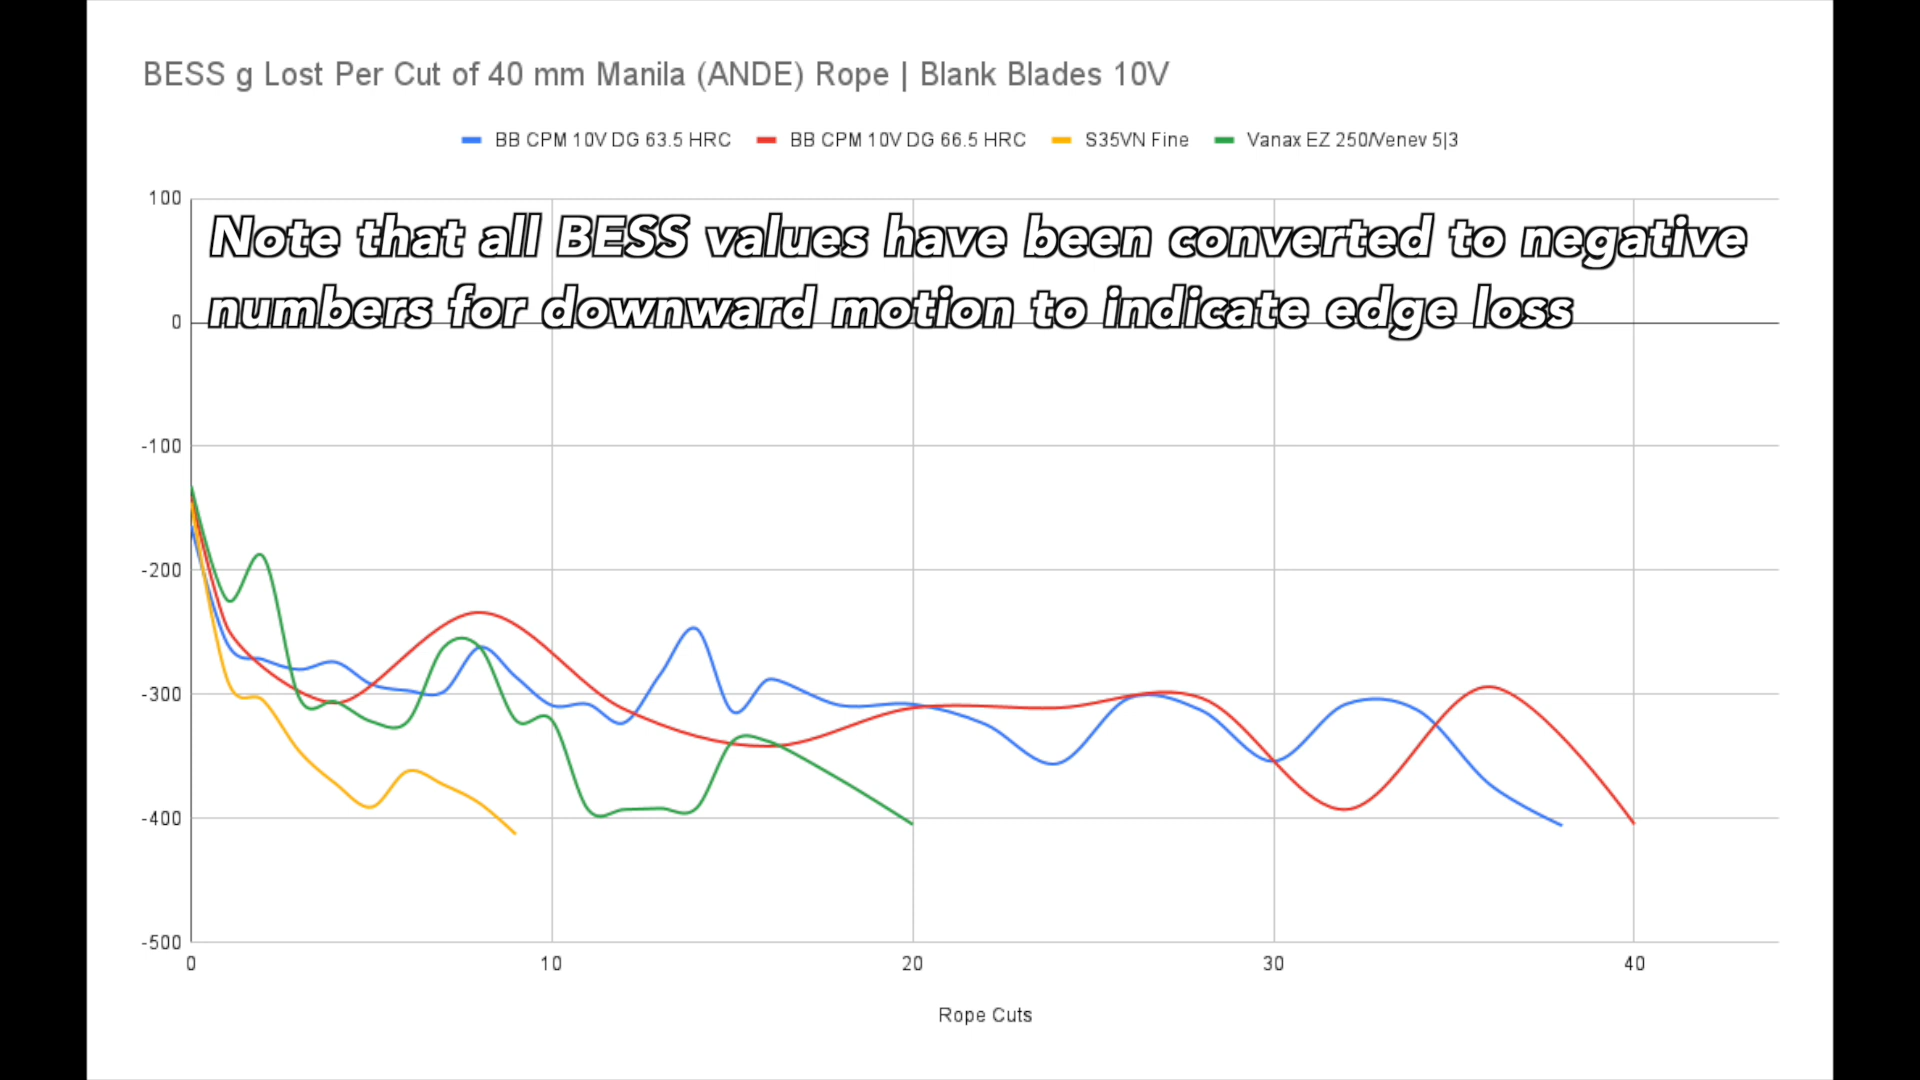 BESS g Lost Per Cut of 40 mm Manila (ANDE) Rope | Blank Blades 10V
BB CPM 10V DG 63.5 HRC BB CPM 10V DG 66.5 HRC S35VN Fine Vanax EZ 250/Venev 5|3
100
Note that all BESS values have been converted to negative
numbers for downward motion to indicate edge loss
0
-100
-200
-300
-400
-500
0 10 20 30 40
Rope Cuts